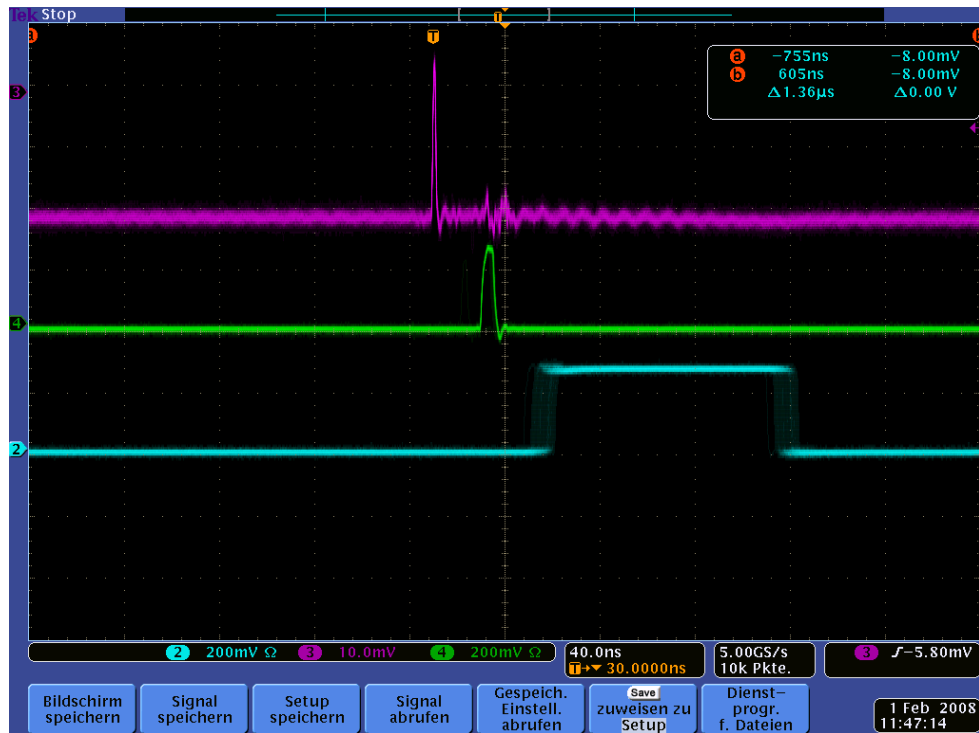 Tek Stop
T
a
T
b
a −755ns −8.00mV
b 605ns −8.00mV
Δ1.36µs Δ0.00 V
3
4
2
2 200mV Ω 3 10.0mV 4 200mV Ω
40.0ns
T→▼ 30.0000ns
5.00GS/s
10k Pkte.
3 ∫−5.80mV
Bildschirm
speichern
Signal
speichern
Setup
speichern
Signal
abrufen
Gespeich.
Einstell.
abrufen
Save
zuweisen zu
Setup
Dienst−
progr.
f. Dateien
1 Feb 2008
11:47:14